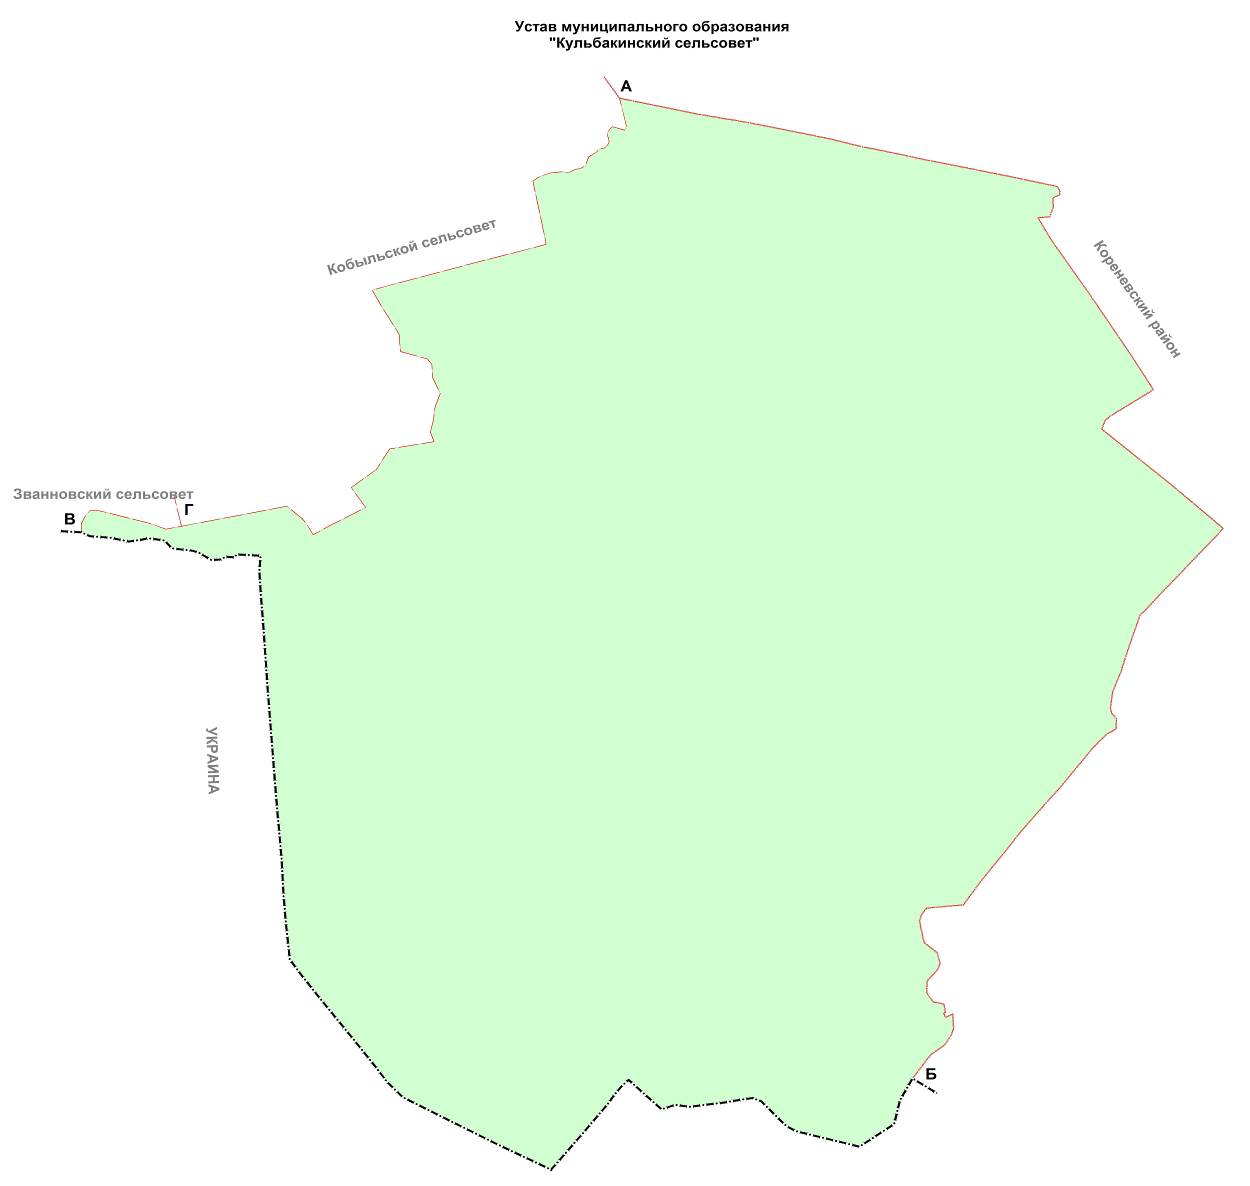 Устав муниципального образования
"Кульбакинский сельсовет"
А
Кобыльской сельсовет
Кореневский район
Званновский сельсовет
В
Г
УКРАИНА
Б